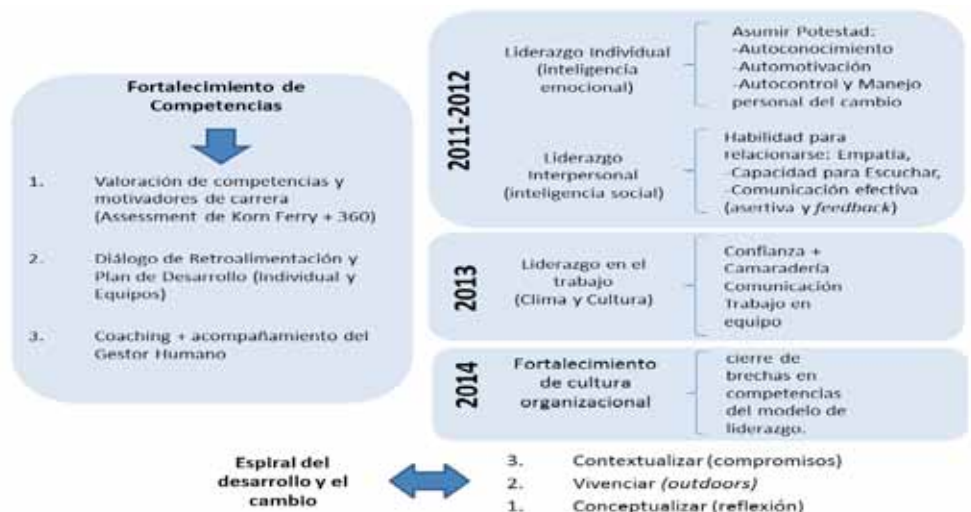 Fortalecimiento de
Competencias
1. Valoración de competencias y
motivadores de carrera
(Assessment de Korn Ferry + 360)
2. Diálogo de Retroalimentación y
Plan de Desarrollo (Individual y
Equipos)
3. Coaching + acompañamiento del
Gestor Humano
2011-2012
Liderazgo Individual
(inteligencia
emocional)
Asumir Potestad:
-Autoconocimiento
-Automotivación
-Autocontrol y Manejo
personal del cambio
Liderazgo
Interpersonal
(inteligencia social)
Habilidad para
relacionarse: Empatía,
-Capacidad para Escuchar,
-Comunicación efectiva
(asertiva y feedback)
2013
Liderazgo en el
trabajo
(Clima y Cultura)
Confianza +
Camaradería
Comunicación
Trabajo en
equipo
2014
Fortalecimiento
de cultura
organizacional
cierre de
brechas en
competencias
del modelo de
liderazgo.
Espiral del
desarrollo y el
cambio
3. Contextualizar (compromisos)
2. Vivenciar (outdoors)
1. Conceptualizar (reflexión)